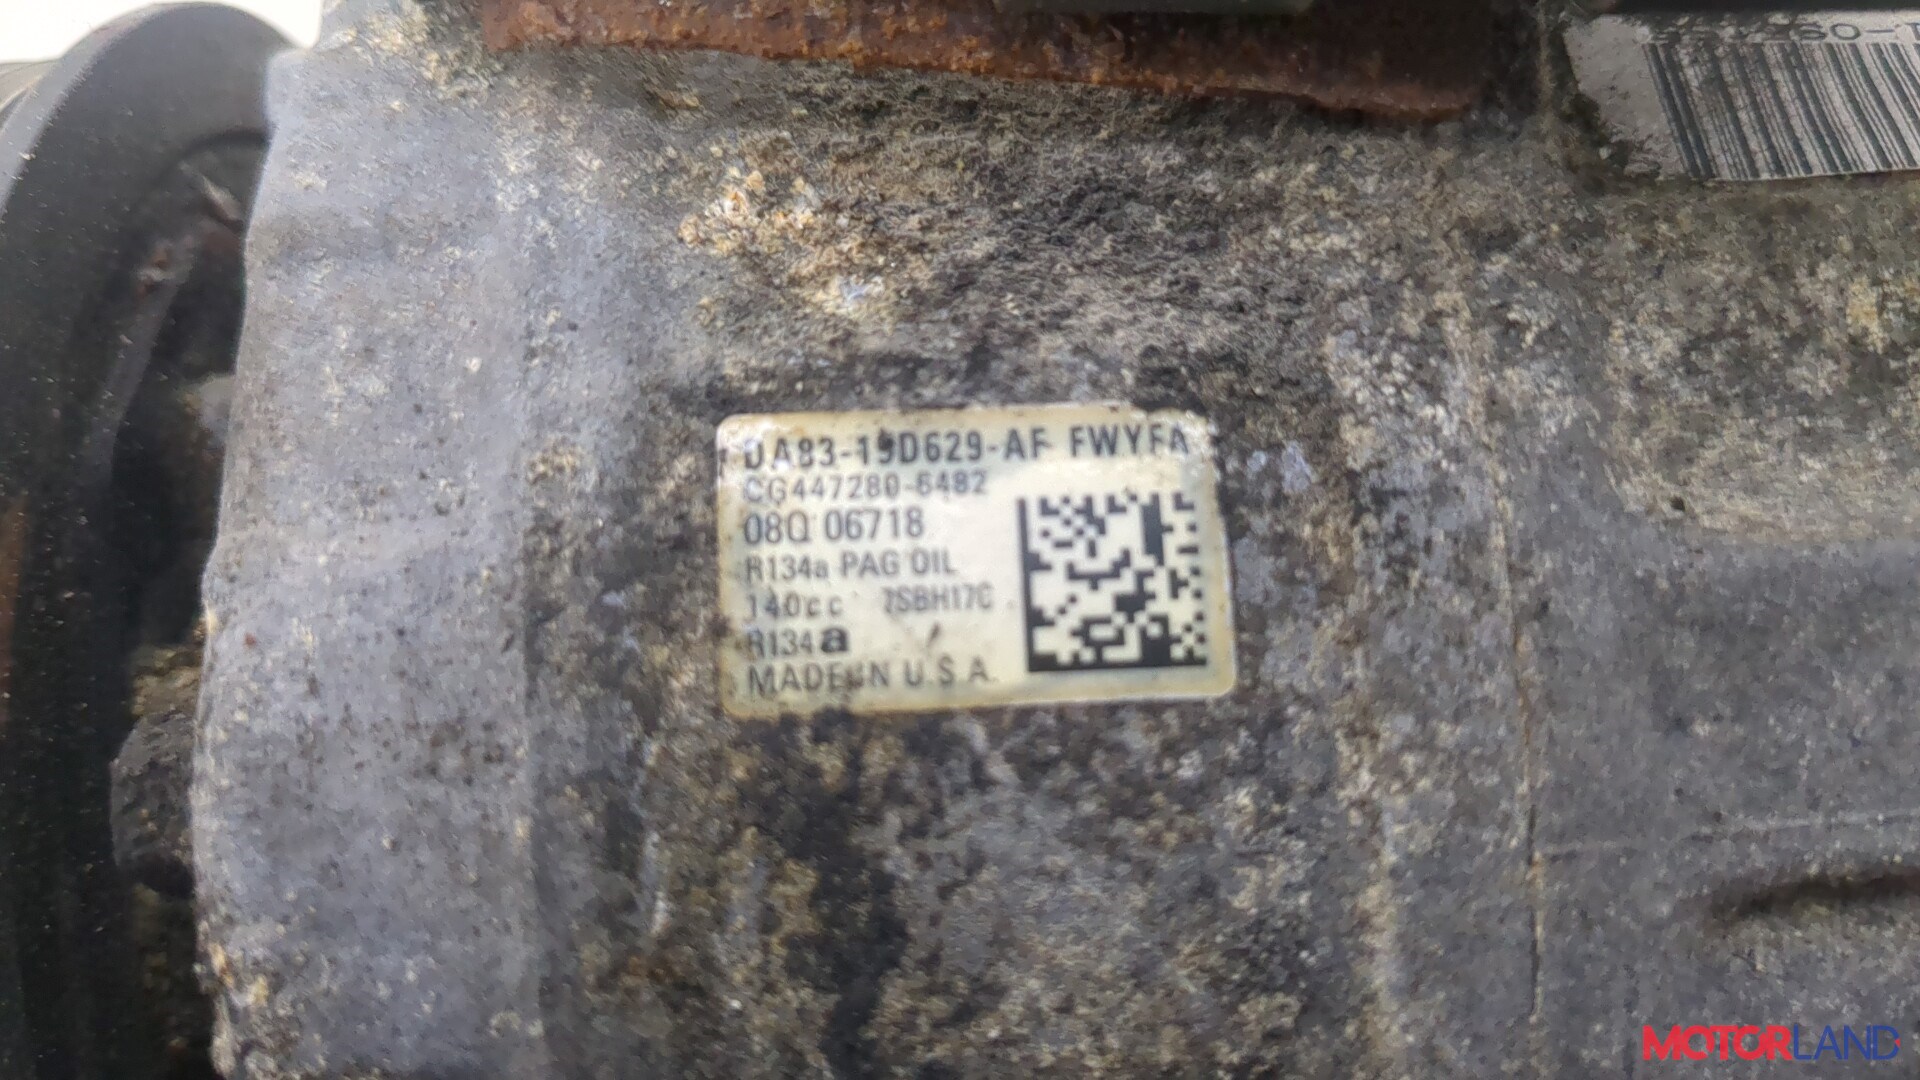 DA83-19D629-AF FWYFA
CG447280-6482
08Q 06718
R134a PAG OIL
140cc 7SBH17C
R134a
MADE IN U.S.A.
MOTORLAND